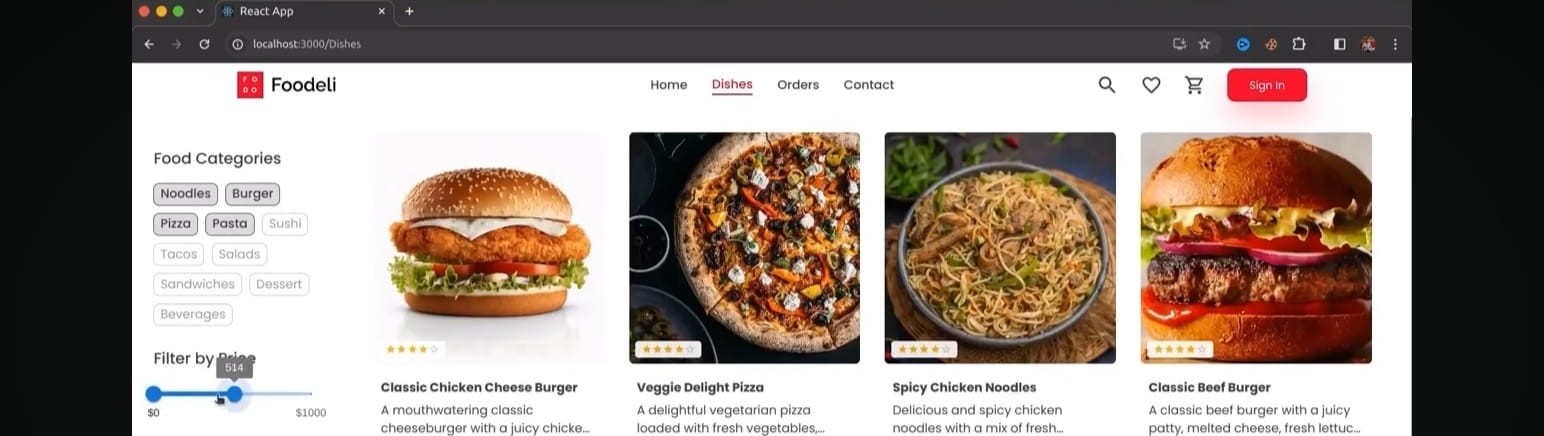 React App
localhost:3000/Dishes
FO
DO
Foodeli
Home
Dishes
Orders
Contact
Sign In
Food Categories
Noodles
Burger
Pizza
Pasta
Sushi
Tacos
Salads
Sandwiches
Dessert
Beverages
Filter by Price
514
$0
$1000
Classic Chicken Cheese Burger
A mouthwatering classic
cheeseburger with a juicy chicke...
Veggie Delight Pizza
A delightful vegetarian pizza
loaded with fresh vegetables,...
Spicy Chicken Noodles
Delicious and spicy chicken
noodles with a mix of fresh...
Classic Beef Burger
A classic beef burger with a juicy
patty, melted cheese, fresh lettuc...